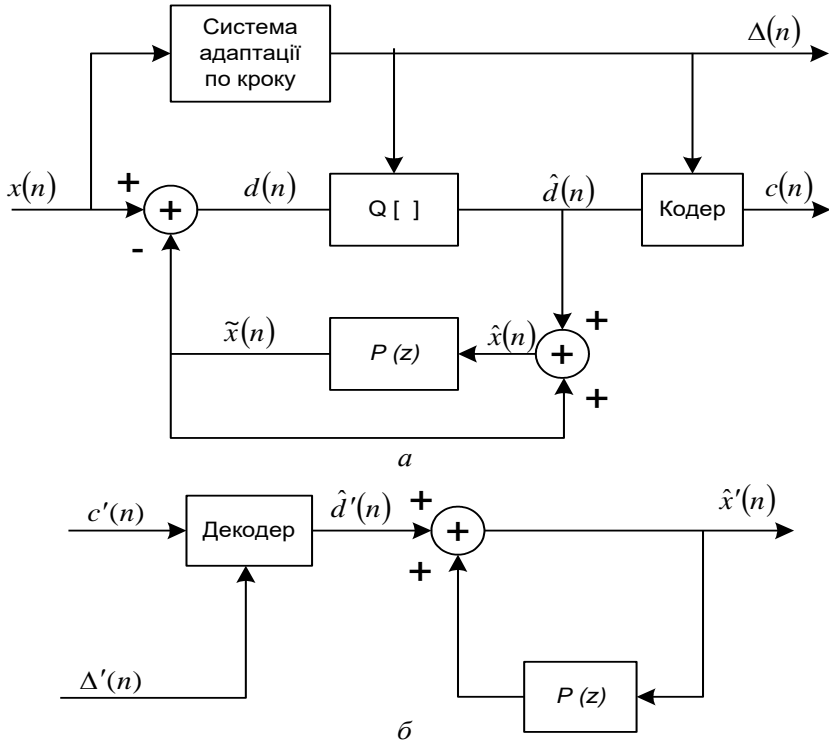 Система
адаптації
по кроку
Δ(n)
x(n)
+
+
-
d(n)
Q [ ]
d̂(n)
Кодер
c(n)
x̃(n)
P (z)
x̂(n)
+
+
+
а
c′(n)
Декодер
d̂′(n)
+
+
+
x̂′(n)
Δ′(n)
P (z)
б